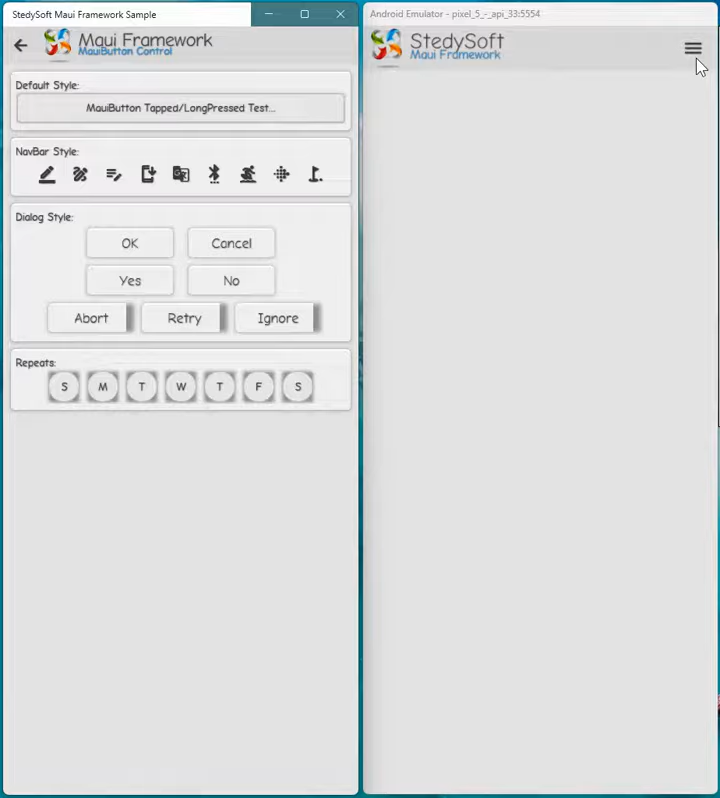 StedySoft Maui Framework Sample
Maui Framework
MauiButton Control
Default Style:
MauiButton Tapped/LongPressed Test...
NavBar Style:
Dialog Style:
OK Cancel
Yes No
Abort Retry Ignore
Repeats:
S M T W T F S
Android Emulator - pixel_5_-_api_33:5554
StedySoft
Maui Framework